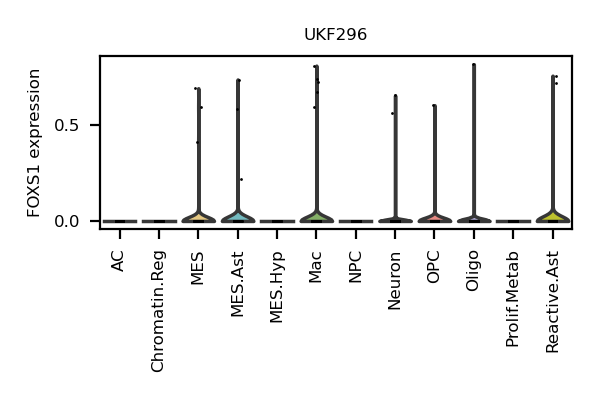 UKF296
FOXS1 expression
0.5
0.0
AC
Chromatin.Reg
MES
MES.Ast
MES.Hyp
Mac
NPC
Neuron
OPC
Oligo
Prolif.Metab
Reactive.Ast